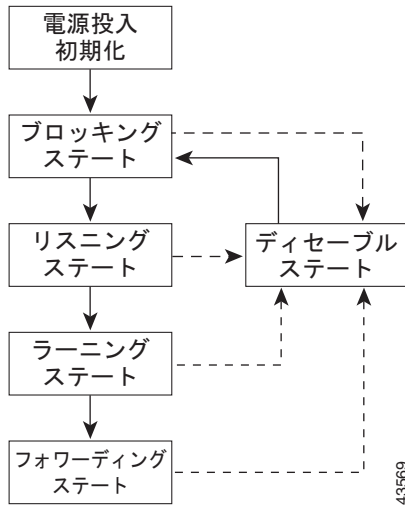 電源投入
初期化
ブロッキング
ステート
リスニング
ステート
ディセーブル
ステート
ラーニング
ステート
フォワーディング
ステート
43569